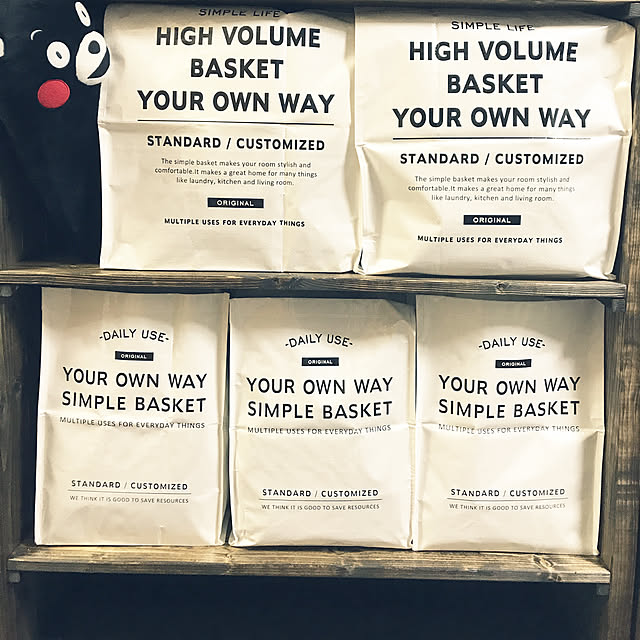 SIMPLE LIFE
HIGH VOLUME
BASKET
YOUR OWN WAY
STANDARD / CUSTOMIZED
The simple basket makes your room stylish and
comfortable.It makes a great home for many things
like laundry, kitchen and living room.
ORIGINAL
MULTIPLE USES FOR EVERYDAY THINGS
SIMPLE LIFE
HIGH VOLUME
BASKET
YOUR OWN WAY
STANDARD / CUSTOMIZED
The simple basket makes your room stylish and
comfortable.It makes a great home for many things
like laundry, kitchen and living room.
ORIGINAL
MULTIPLE USES FOR EVERYDAY THINGS
-DAILY USE-
ORIGINAL
YOUR OWN WAY
SIMPLE BASKET
MULTIPLE USES FOR EVERYDAY THINGS
STANDARD / CUSTOMIZED
WE THINK IT IS GOOD TO SAVE RESOURCES
-DAILY USE-
ORIGINAL
YOUR OWN WAY
SIMPLE BASKET
MULTIPLE USES FOR EVERYDAY THINGS
STANDARD / CUSTOMIZED
WE THINK IT IS GOOD TO SAVE RESOURCES
-DAILY USE-
ORIGINAL
YOUR OWN WAY
SIMPLE BASKET
MULTIPLE USES FOR EVERYDAY THINGS
STANDARD / CUSTOMIZED
WE THINK IT IS GOOD TO SAVE RESOURCES